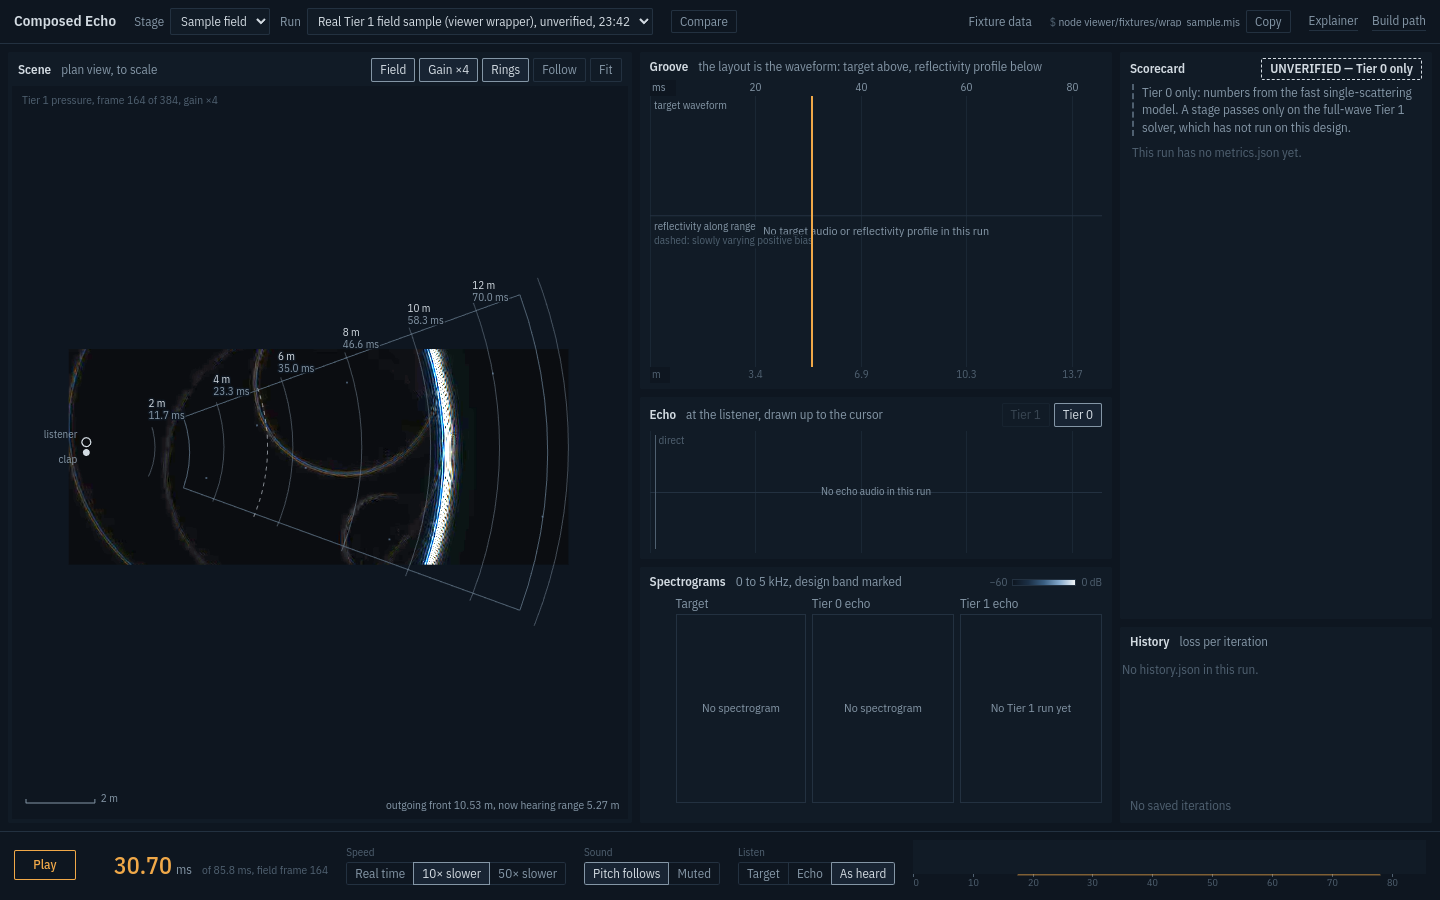 Composed Echo
Stage
Sample field
Run
Real Tier 1 field sample (viewer wrapper), unverified, 23:42
Compare
Fixture data
$ node viewer/fixtures/wrap_sample.mjs
Copy
Explainer
Build path
Scene
plan view, to scale
Field
Gain ×4
Rings
Follow
Fit
Tier 1 pressure, frame 164 of 384, gain ×4
12 m
70.0 ms
10 m
58.3 ms
8 m
46.6 ms
6 m
35.0 ms
4 m
23.3 ms
2 m
11.7 ms
listener
clap
2 m
outgoing front 10.53 m, now hearing range 5.27 m
Groove
the layout is the waveform: target above, reflectivity profile below
ms
20
40
60
80
target waveform
reflectivity along range
No target audio or reflectivity profile in this run
dashed: slowly varying positive bias
m
3.4
6.9
10.3
13.7
Echo
at the listener, drawn up to the cursor
Tier 1
Tier 0
direct
No echo audio in this run
Spectrograms
0 to 5 kHz, design band marked
−60
0 dB
Target
Tier 0 echo
Tier 1 echo
No spectrogram
No spectrogram
No Tier 1 run yet
Scorecard
UNVERIFIED — Tier 0 only
Tier 0 only: numbers from the fast single-scattering
model. A stage passes only on the full-wave Tier 1
solver, which has not run on this design.
This run has no metrics.json yet.
History
loss per iteration
No history.json in this run.
No saved iterations
Play
30.70 ms
of 85.8 ms, field frame 164
Speed
Real time
10× slower
50× slower
Sound
Pitch follows
Muted
Listen
Target
Echo
As heard
0
10
20
30
40
50
60
70
80